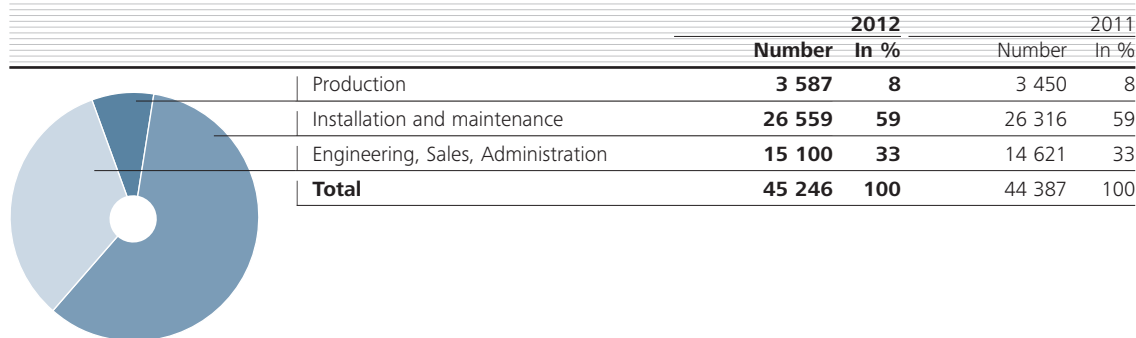 2012 2011
Number In % Number In %
Production 3 587 8 3 450 8
Installation and maintenance 26 559 59 26 316 59
Engineering, Sales, Administration 15 100 33 14 621 33
Total 45 246 100 44 387 100